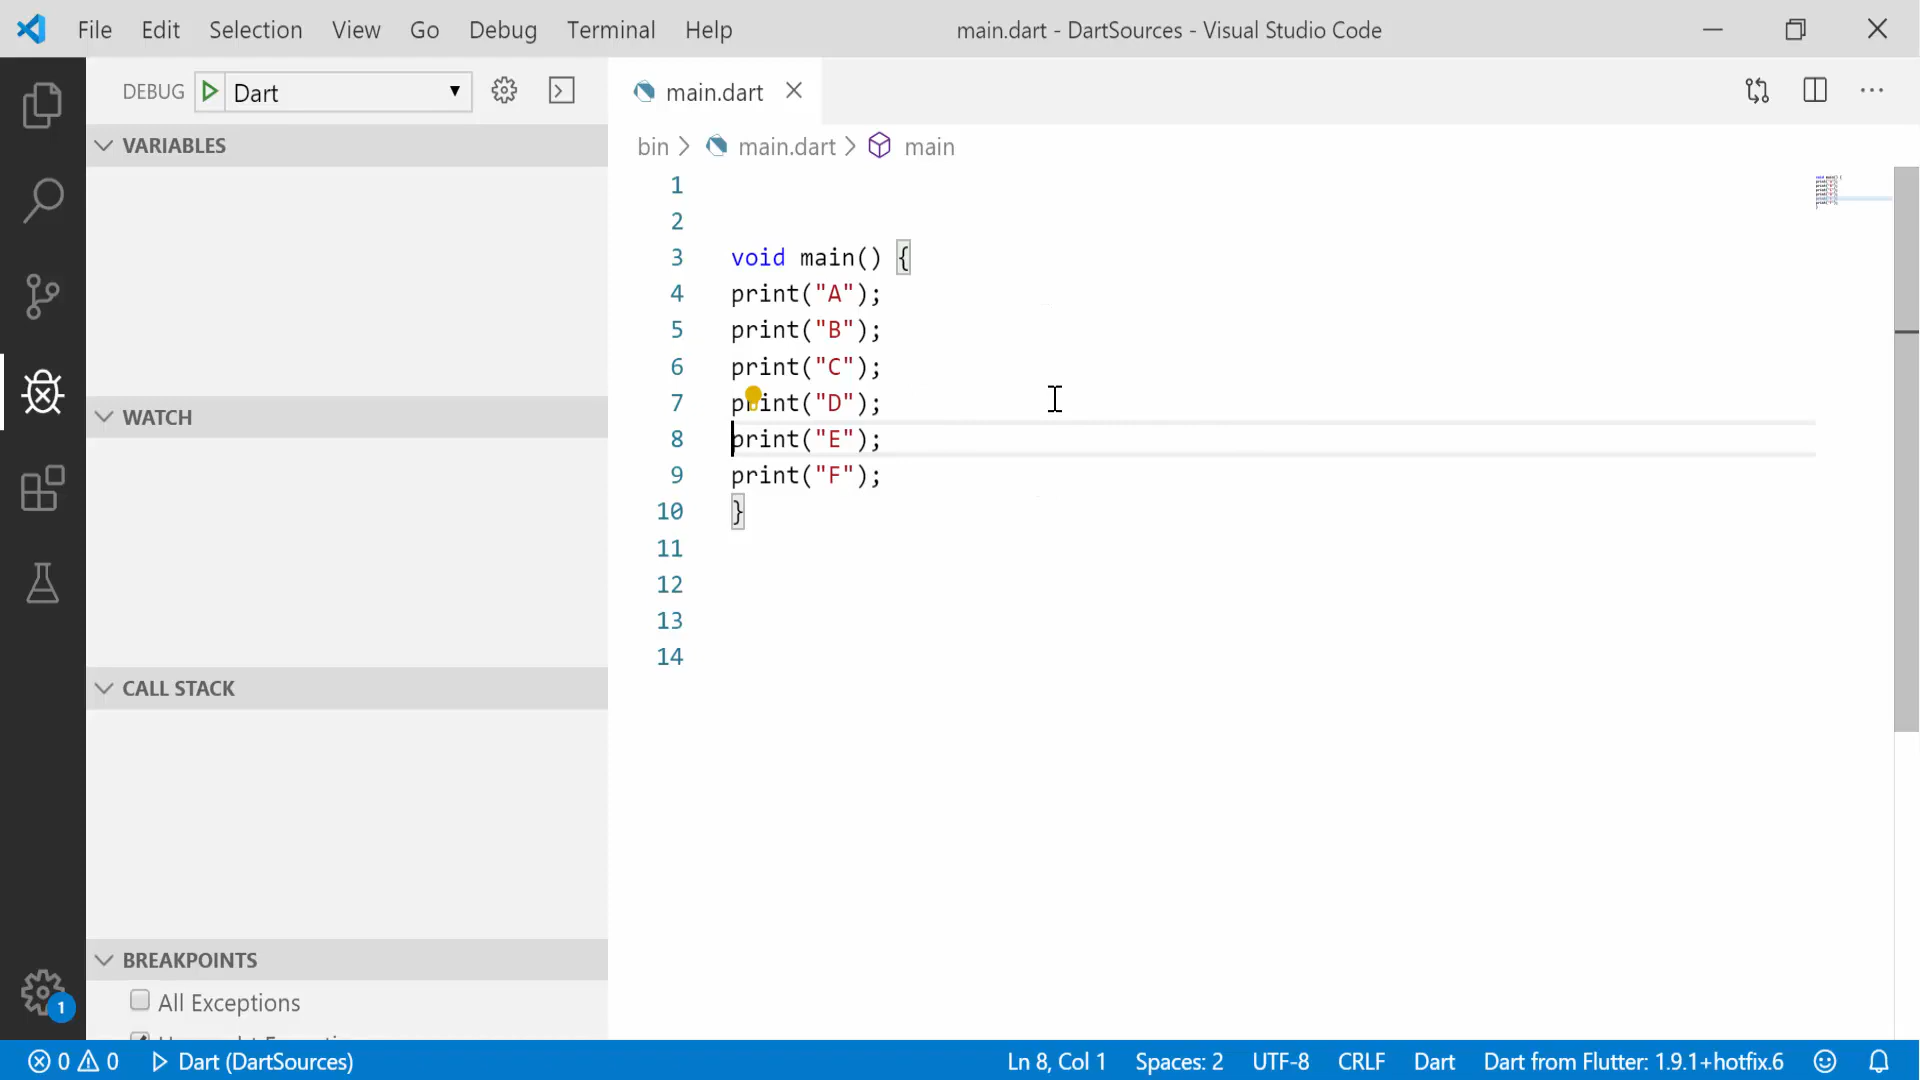 File Edit Selection View Go Debug Terminal Help main.dart - DartSources - Visual Studio Code
DEBUG Dart main.dart
VARIABLES
bin main.dart main
1
2
3 void main() {
4 print("A");
5 print("B");
6 print("C");
7 print("D");
WATCH
8 print("E");
9 print("F");
10 }
11
12
13
14
CALL STACK
BREAKPOINTS
All Exceptions
1
0 0 Dart (DartSources) Ln 8, Col 1 Spaces: 2 UTF-8 CRLF Dart Dart from Flutter: 1.9.1+hotfix.6